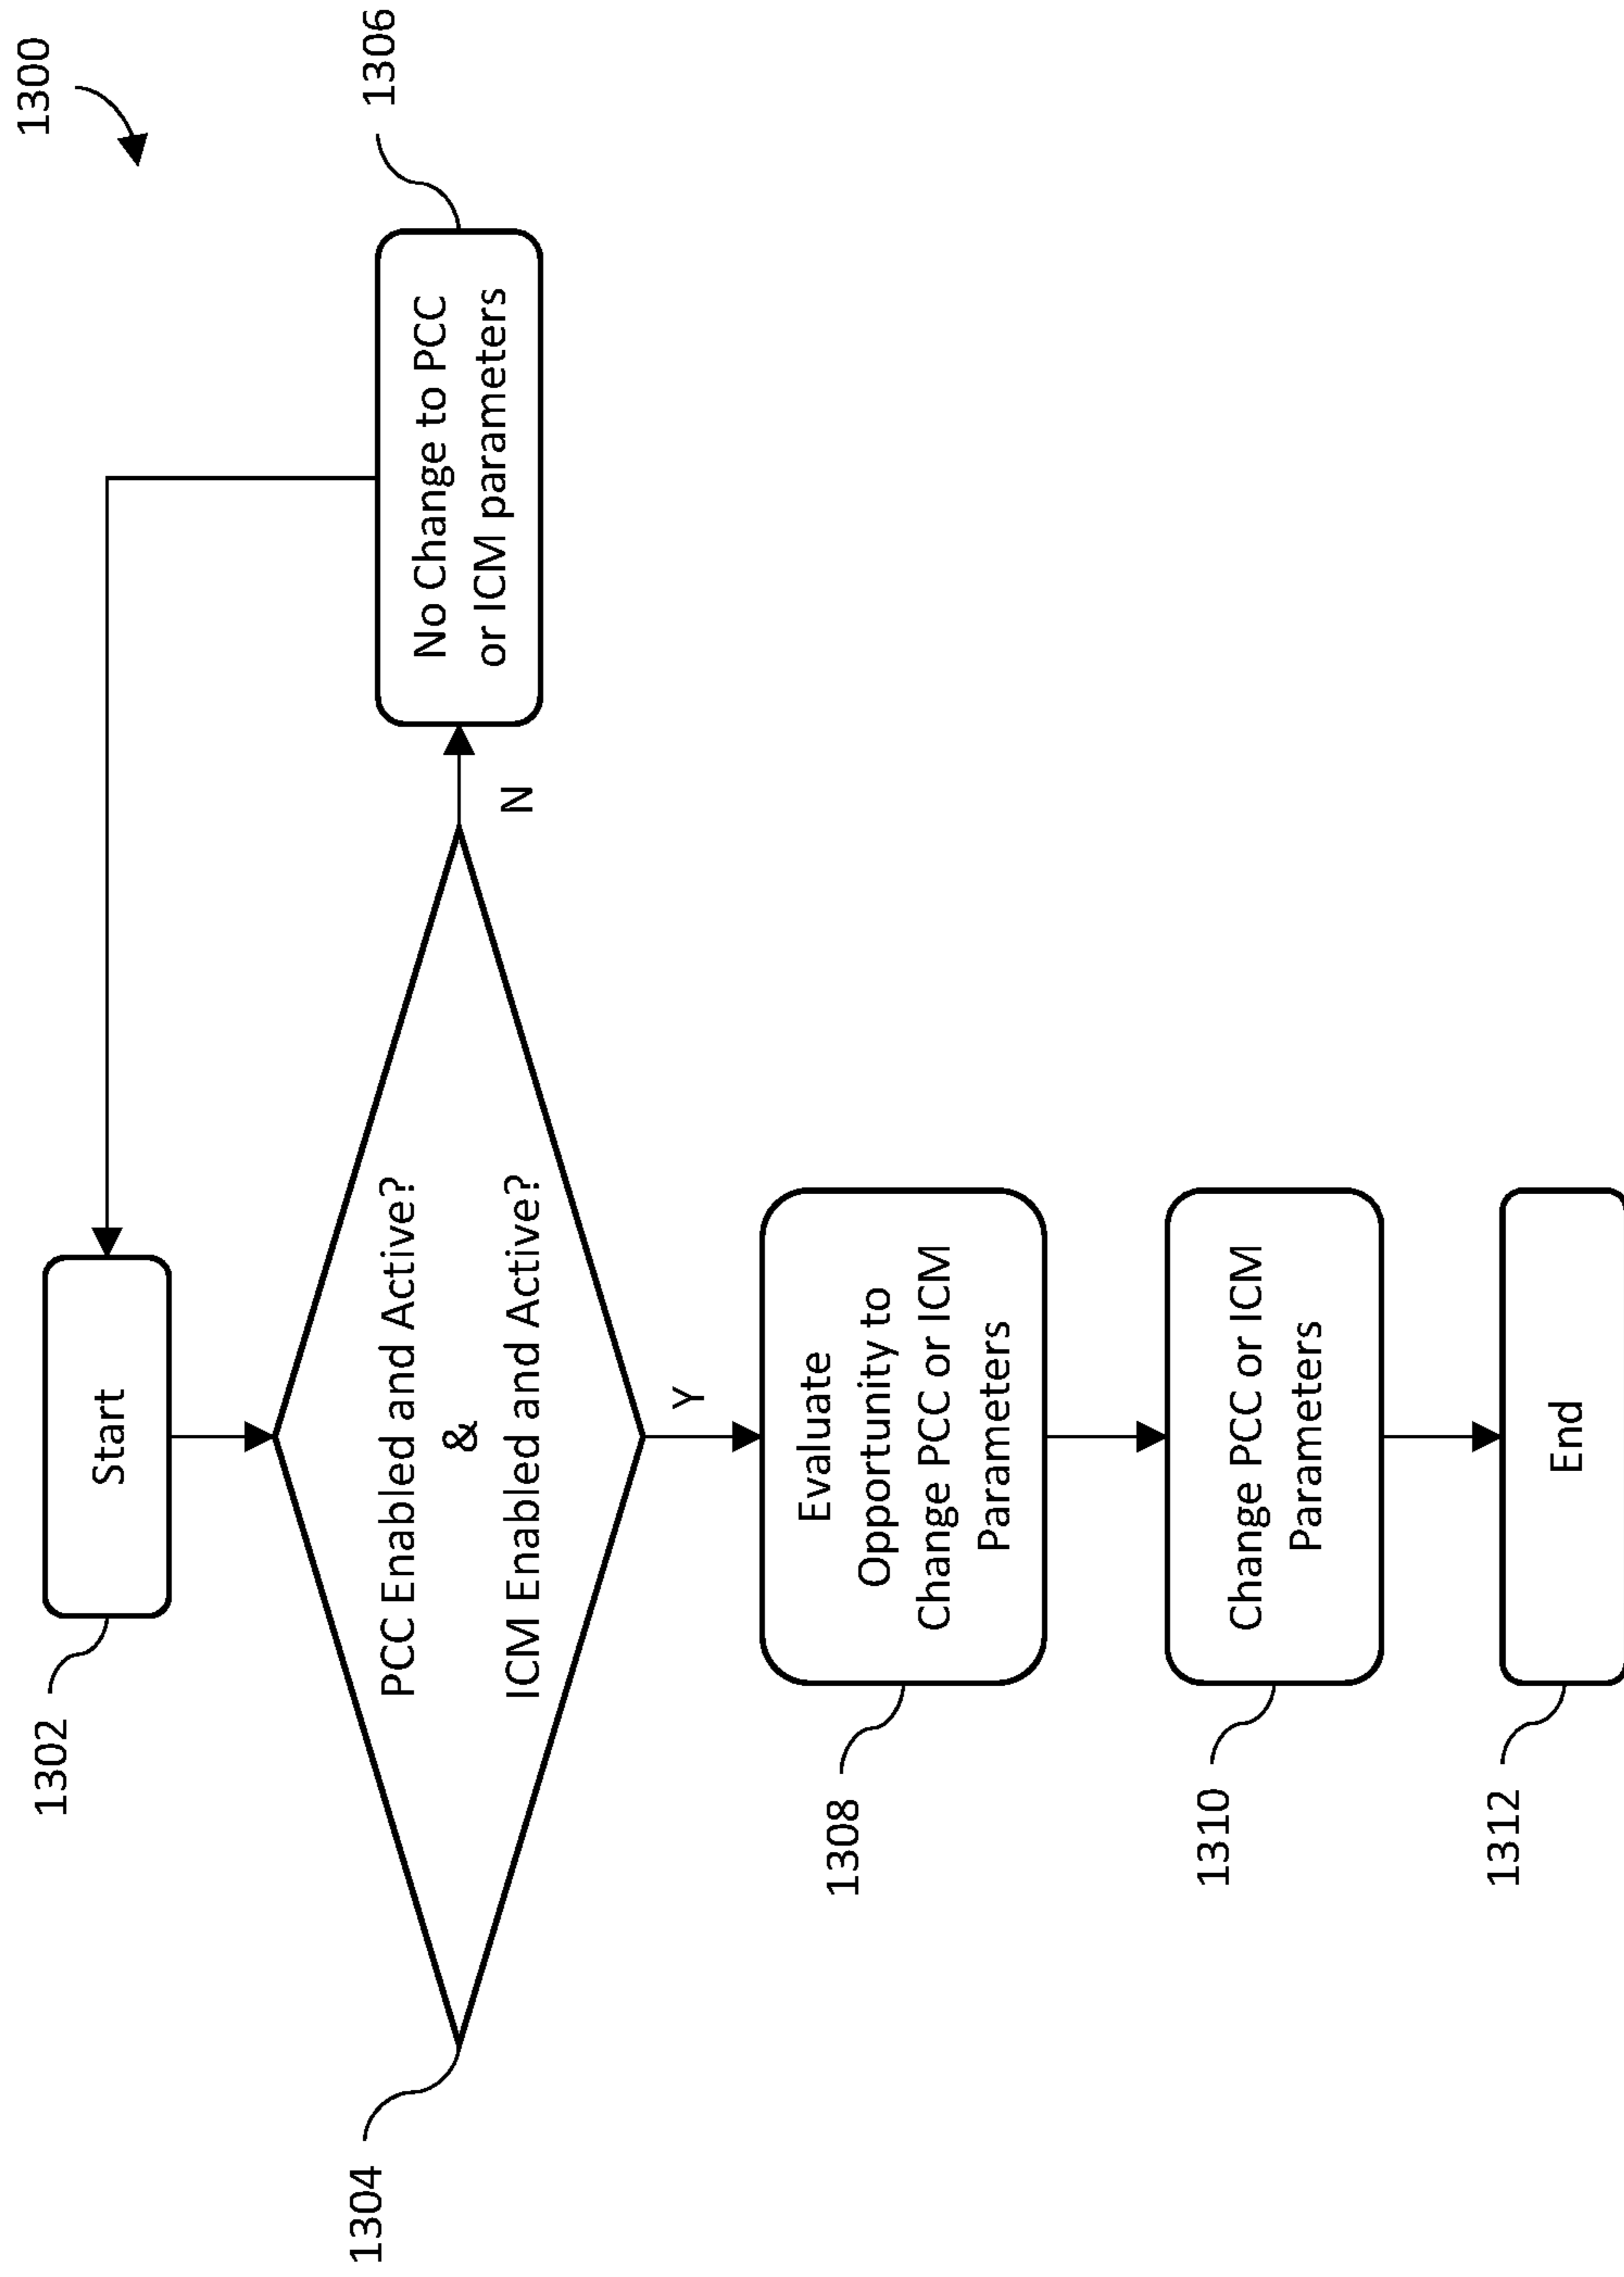 1300
1302
Start
1304
PCC Enabled and Active?
&
ICM Enabled and Active?
N
1306
No Change to PCC
or ICM parameters
Y
1308
Evaluate
Opportunity to
Change PCC or ICM
Parameters
1310
Change PCC or ICM
Parameters
1312
End